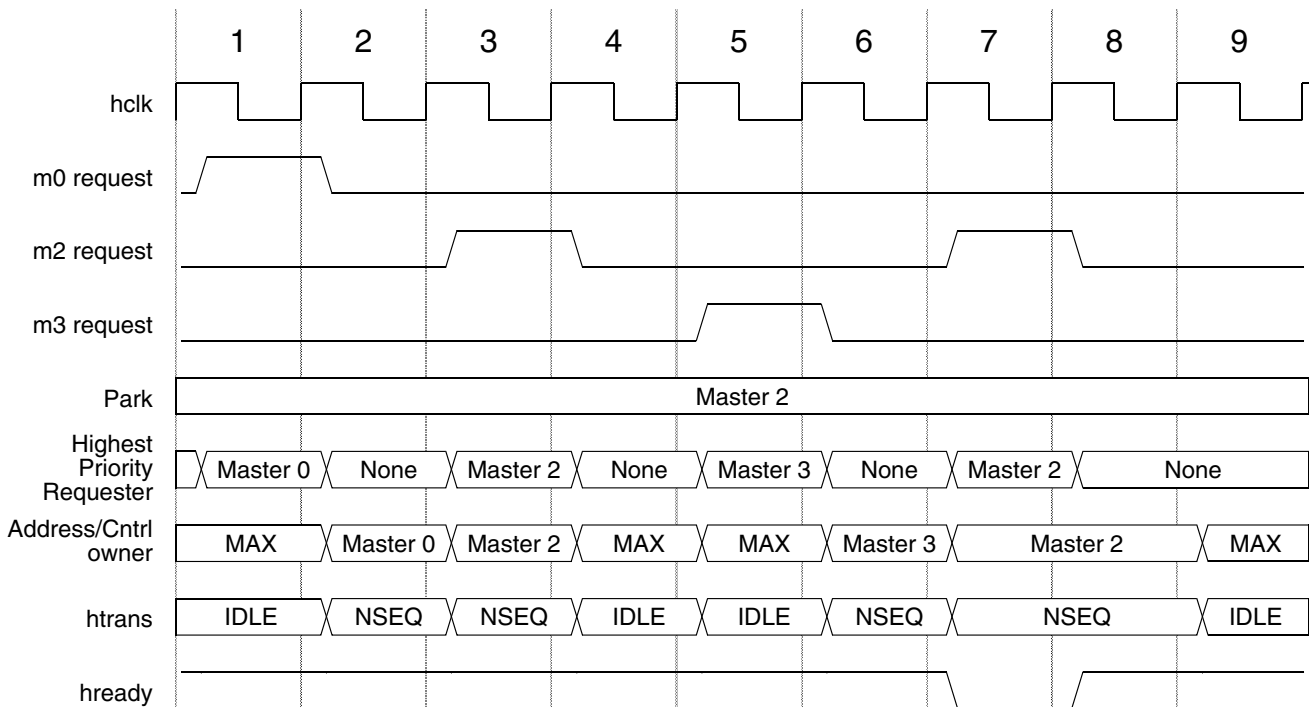 1 2 3 4 5 6 7 8 9
hclk
m0 request
m2 request
m3 request
Park Master 2
Highest
Priority
Requester
Master 0 None Master 2 None Master 3 None Master 2 None
Address/Cntrl
owner
MAX Master 0 Master 2 MAX MAX Master 3 Master 2 MAX
htrans IDLE NSEQ NSEQ IDLE IDLE NSEQ NSEQ IDLE
hready